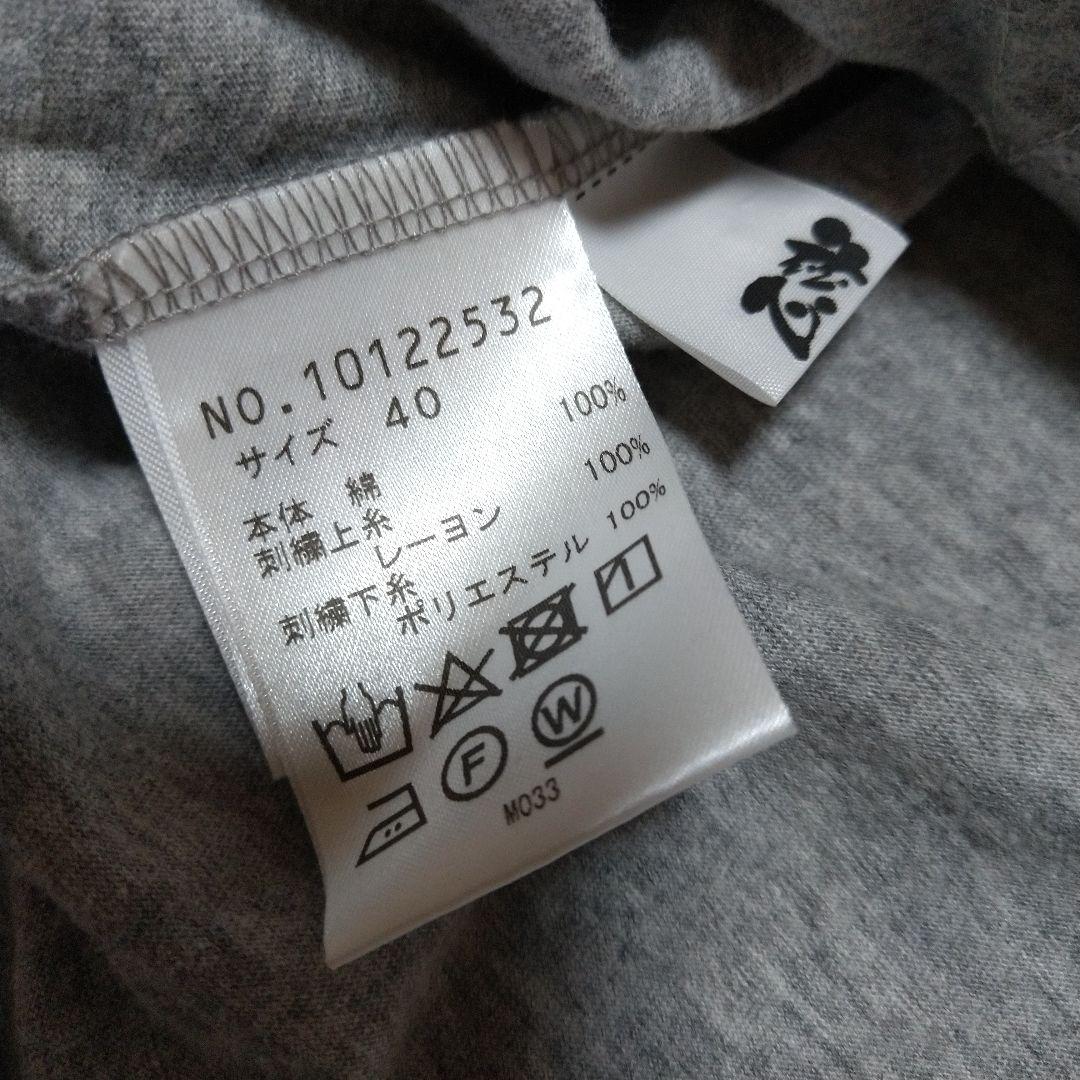 NO.10122532
サイズ 40
本体 綿 100%
刺繍上糸
レーヨン 100%
刺繍下糸
ポリエステル 100%
F
W
M033